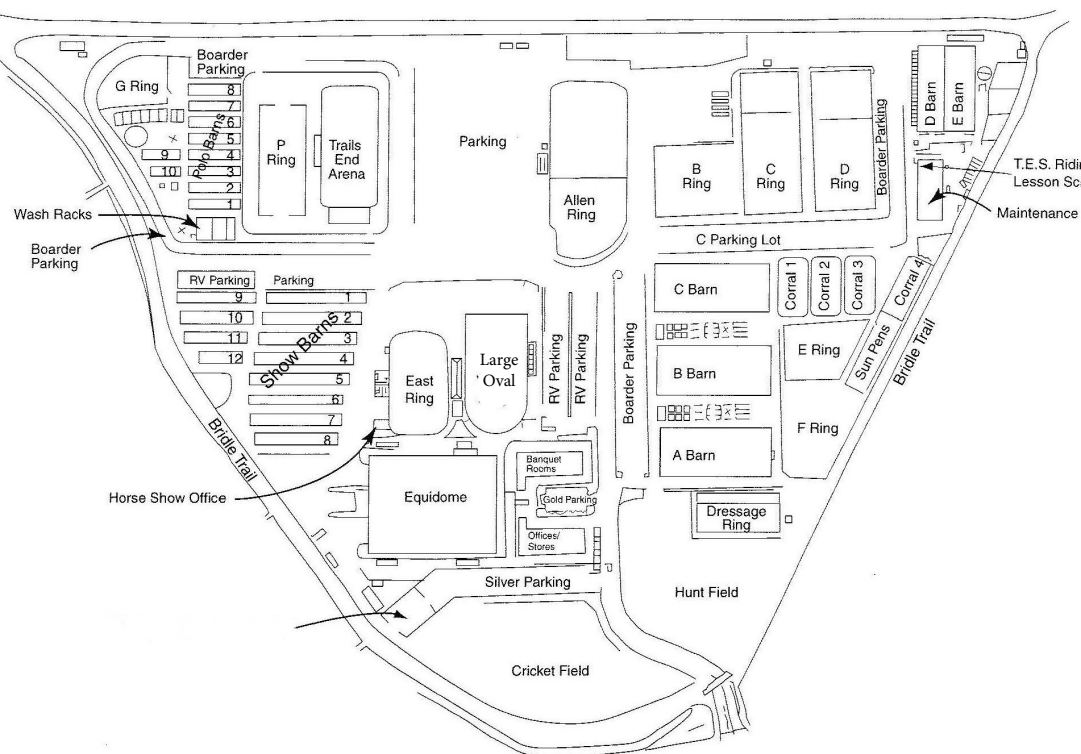 Boarder
Parking
G Ring
8
7
6
5
4
3
2
1
9
10
Polo Barns
P
Ring
Trails
End
Arena
Parking
Allen
Ring
B
Ring
C
Ring
D
Ring
Boarder Parking
D Barn
E Barn
T.E.S. Ridi
Lesson Sc
Maintenance
Wash Racks
Boarder
Parking
C Parking Lot
RV Parking
Parking
9
10
11
12
1
2
3
4
5
6
7
8
Show Barns
East
Ring
Large
Oval
RV Parking
RV Parking
Boarder Parking
C Barn
B Barn
A Barn
Corral 1
Corral 2
Corral 3
Corral 4
Sun Pens
Bridle Trail
E Ring
F Ring
Bridle Trail
Horse Show Office
Equidome
Banquet
Rooms
Gold Parking
Offices/
Stores
Dressage
Ring
Silver Parking
Hunt Field
Cricket Field